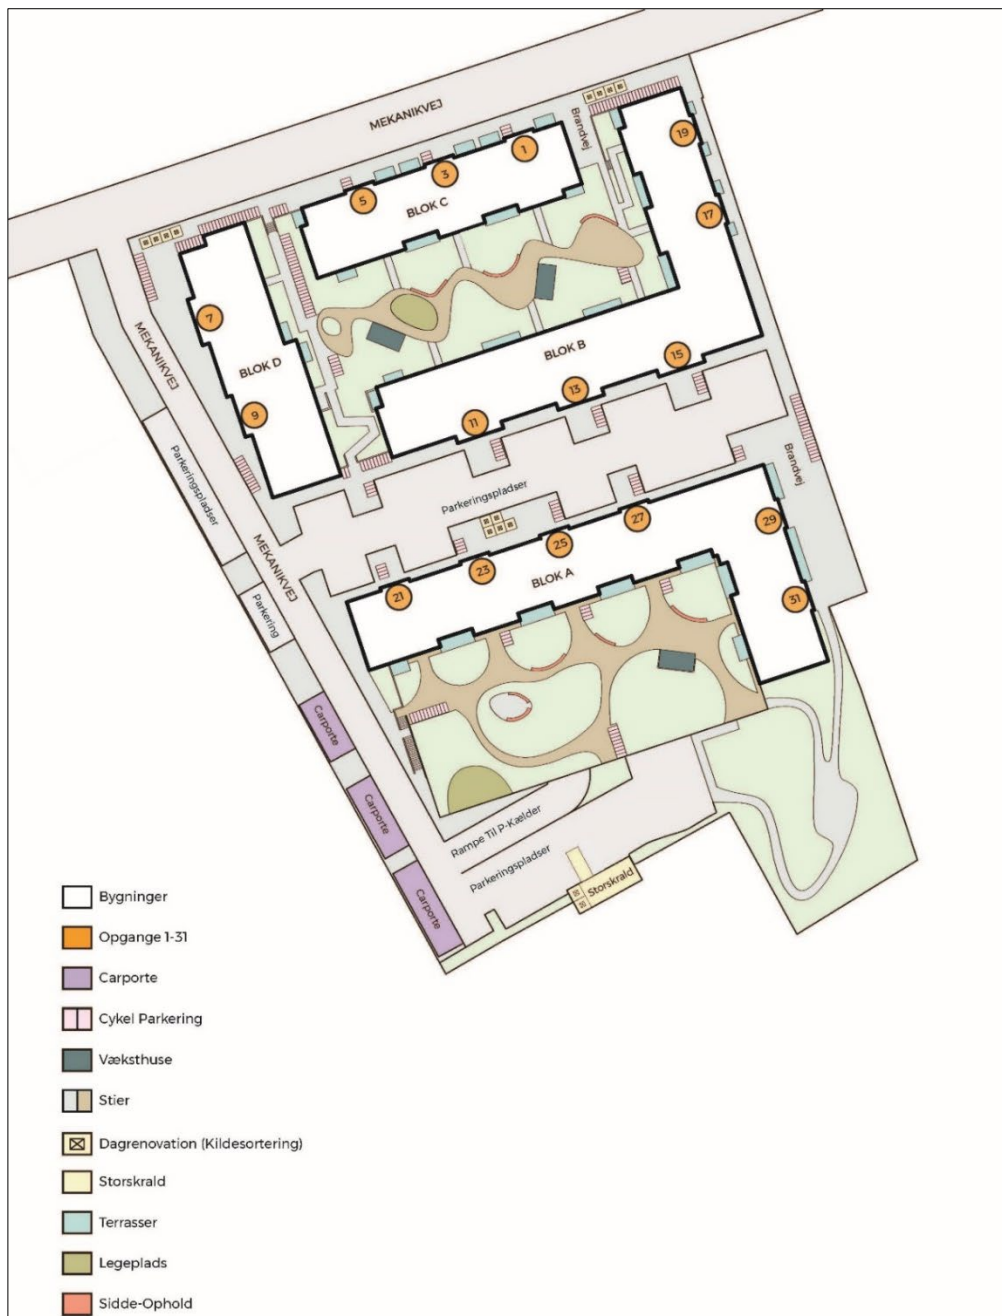 MEKANIKVEJ
Brandvej
19
1
3
5
BLOK C
17
7
MEKANIKVEJ
BLOK D
BLOK B
15
13
9
11
Parkeringspladser
Parkeringspladser
Brandvej
MEKANIKVEJ
27
29
25
23
BLOK A
21
31
Parkering
Carporte
Carporte
Rampe Til P-Kælder
Parkeringspladser
Storskrald
Carporte
Bygninger
Opgange 1-31
Carporte
Cykel Parkering
Væksthuse
Stier
Dagrenovation (Kildesortering)
Storskrald
Terrasser
Legeplads
Sidde-Ophold